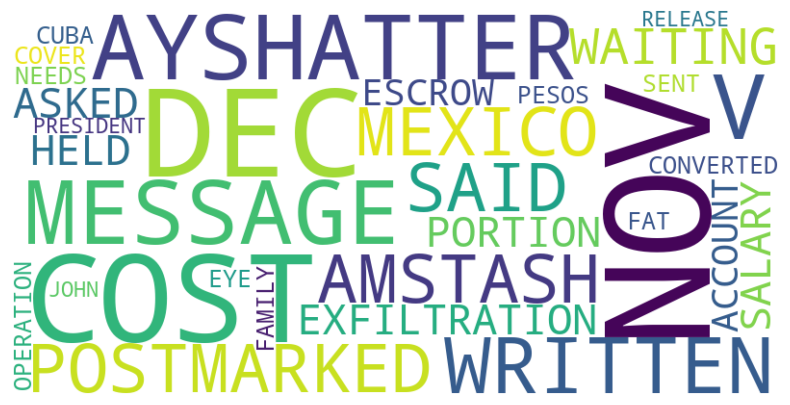 RELEASE
CUBA AYSHATTER WAITING
COVER
NEEDS
ASKED DEC ESCROW PESOS SENT V
PRESIDENT MEXICO NOV
HELD
CONVERTED
MESSAGE SAID
PORTION FAT ACCOUNT SALARY
COST EYE AMSTASH
OPERATION JOHN FAMILY
EXFILTRATION
POSTMARKED WRITTEN